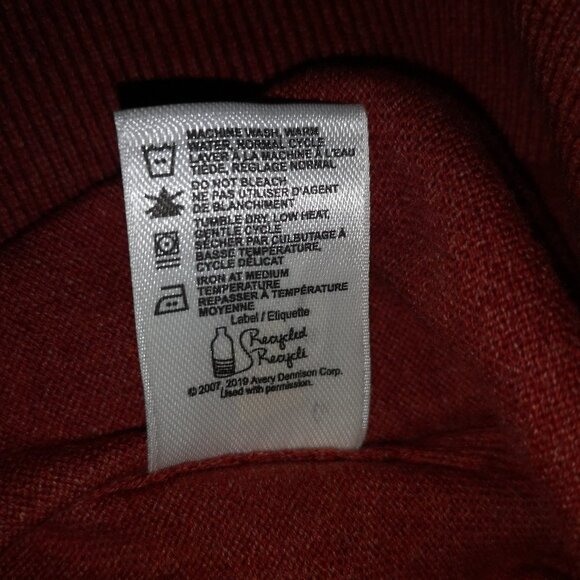 MACHINE WASH, WARM
WATER, NORMAL CYCLE
LAVER À LA MACHINE À L'EAU
TIEDE, RÉGLAGE NORMAL
DO NOT BLEACH
NE PAS UTILISER D'AGENT
DE BLANCHIMENT
TUMBLE DRY, LOW HEAT,
GENTLE CYCLE
SÉCHER PAR CULBUTAGE À
BASSE TEMPÉRATURE,
CYCLE DÉLICAT
IRON AT MEDIUM
TEMPERATURE
REPASSER À TEMPÉRATURE
MOYENNE
Label / Etiquette
Recycled
Recyclé
© 2007, 2019 Avery Dennison Corp.
Used with permission.